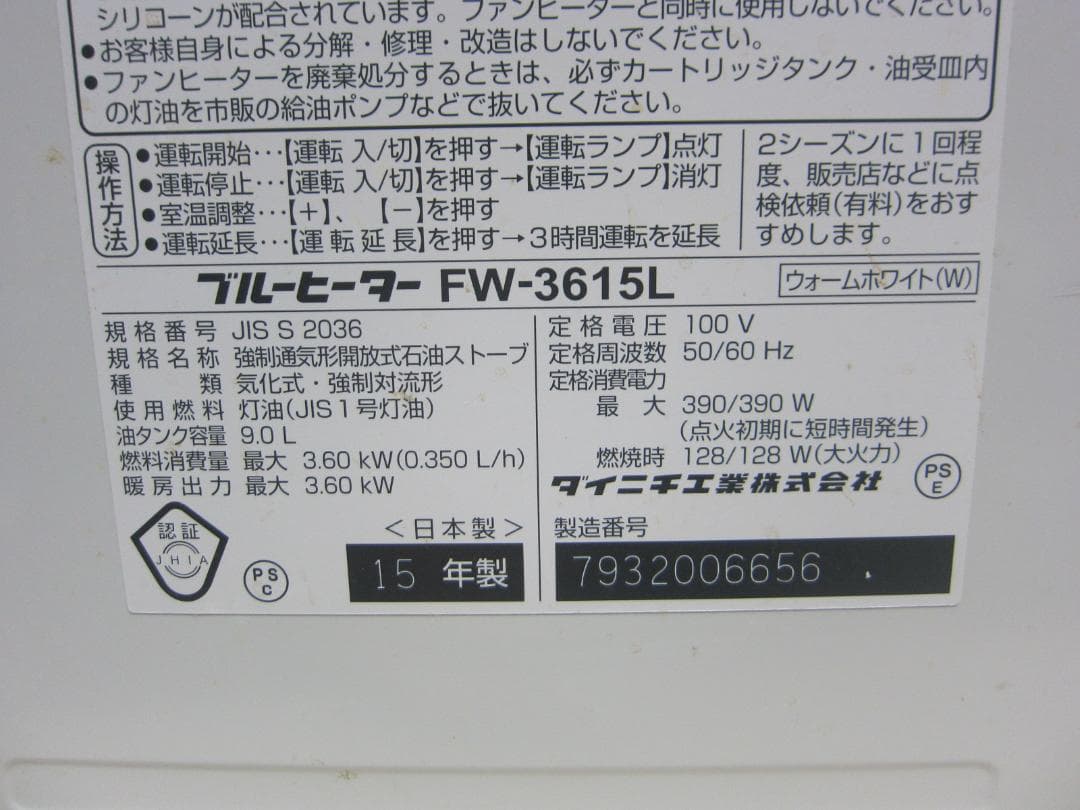 シリコーンが配合されています。ファンヒーターと同時に使用しないでください。
●お客様自身による分解・修理・改造はしないでください。
●ファンヒーターを廃棄処分するときは、必ずカートリッジタンク・油受皿内
の灯油を市販の給油ポンプなどで抜いてください。
操作方法
●運転開始…【運転 入/切】を押す→【運転ランプ】点灯
●運転停止…【運転 入/切】を押す→【運転ランプ】消灯
●室温調整…【+】、【−】を押す
●運転延長…【運転延長】を押す→3時間運転を延長
2シーズンに1回程
度、販売店などに点
検依頼(有料)をおす
すめします。
ブルーヒーター FW-3615L
ウォームホワイト(W)
規格番号 JIS S 2036
規格名称 強制通気形開放式石油ストーブ
種類 気化式・強制対流形
使用燃料 灯油(JIS1号灯油)
油タンク容量 9.0 L
燃料消費量 最大 3.60 kW(0.350 L/h)
暖房出力 最大 3.60 kW
定格電圧 100 V
定格周波数 50/60 Hz
定格消費電力
最大 390/390 W
(点火初期に短時間発生)
燃焼時 128/128 W(大火力)
ダイニチ工業株式会社
PS
E
認証
JHIA
PS
C
<日本製>
15 年製
製造番号
7932006656